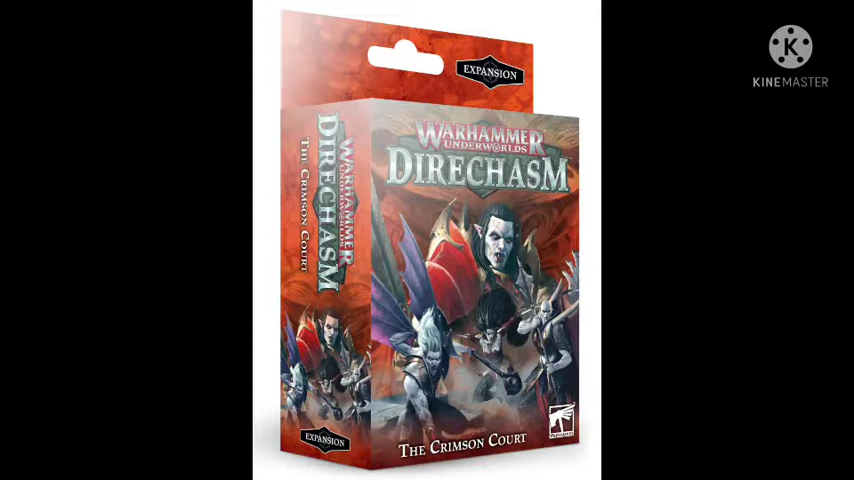 KINEMASTER
EXPANSION
WARHAMMER
UNDERWORLDS
DIRECHASM
THE CRIMSON COURT
WARHAMMER
UNDERWORLDS
DIRECHASM
THE CRIMSON COURT
EXPANSION